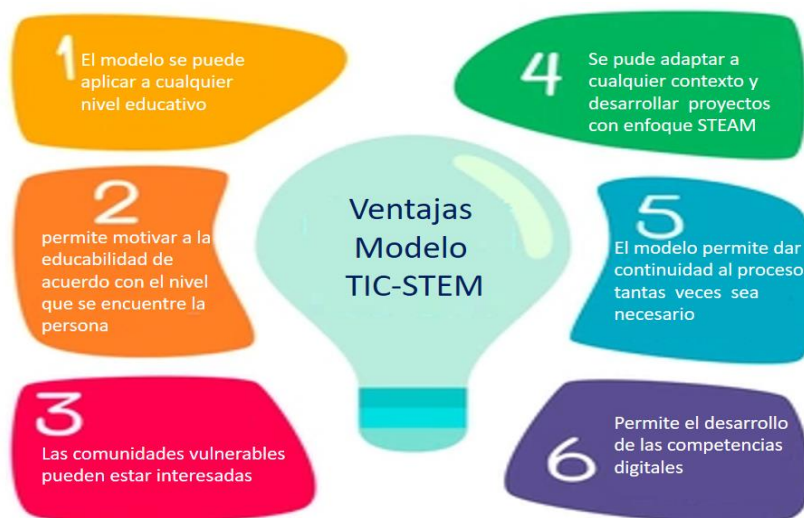 1
El modelo se puede
aplicar a cualquier
nivel educativo
2
permite motivar a la
educabilidad de
acuerdo con el nivel
que se encuentre la
persona
3
Las comunidades vulnerables
pueden estar interesadas
Ventajas
Modelo
TIC-STEM
4
Se pude adaptar a
cualquier contexto y
desarrollar proyectos
con enfoque STEAM
5
El modelo permite dar
continuidad al proceso
tantas veces sea
necesario
6
Permite el desarrollo
de las competencias
digitales